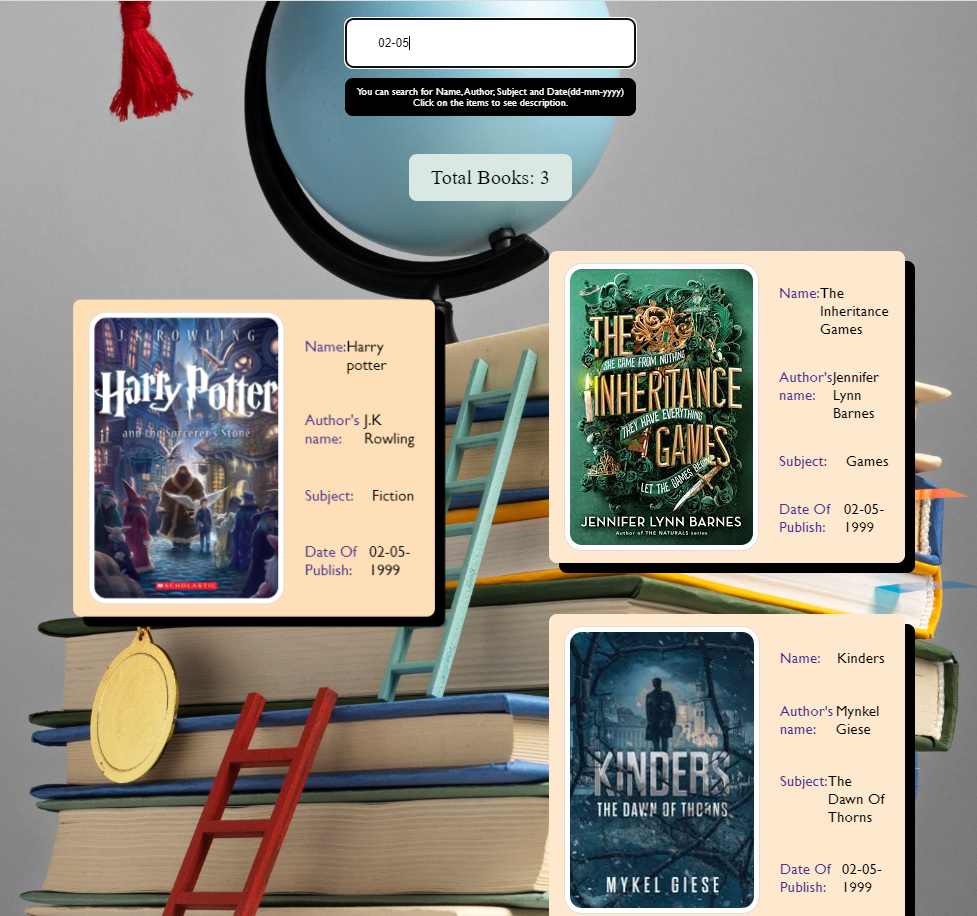 02-05
You can search for Name,Author, Subject and Date(dd-mm-yyyy)
Click on the items to see description.
Total Books: 3
J.K. ROWLING
Harry Potter
and the Sorcerer's Stone
SCHOLASTIC
Name:Harry
potter
Author's J.K
name: Rowling
Subject: Fiction
Date Of 02-05-
Publish: 1999
THE
SHE CAME FROM NOTHING
INHERITANCE
THEY HAVE EVERYTHING
GAMES
LET THE GAMES BEGIN
JENNIFER LYNN BARNES
Author of THE NATURALS series
Name:The
Inheritance
Games
Author'sJennifer
name: Lynn
Barnes
Subject: Games
Date Of 02-05-
Publish: 1999
KINDERS
THE DAWN OF THORNS
MYKEL GIESE
Name: Kinders
Author's Mynkel
name: Giese
Subject:The
Dawn Of
Thorns
Date Of 02-05-
Publish: 1999